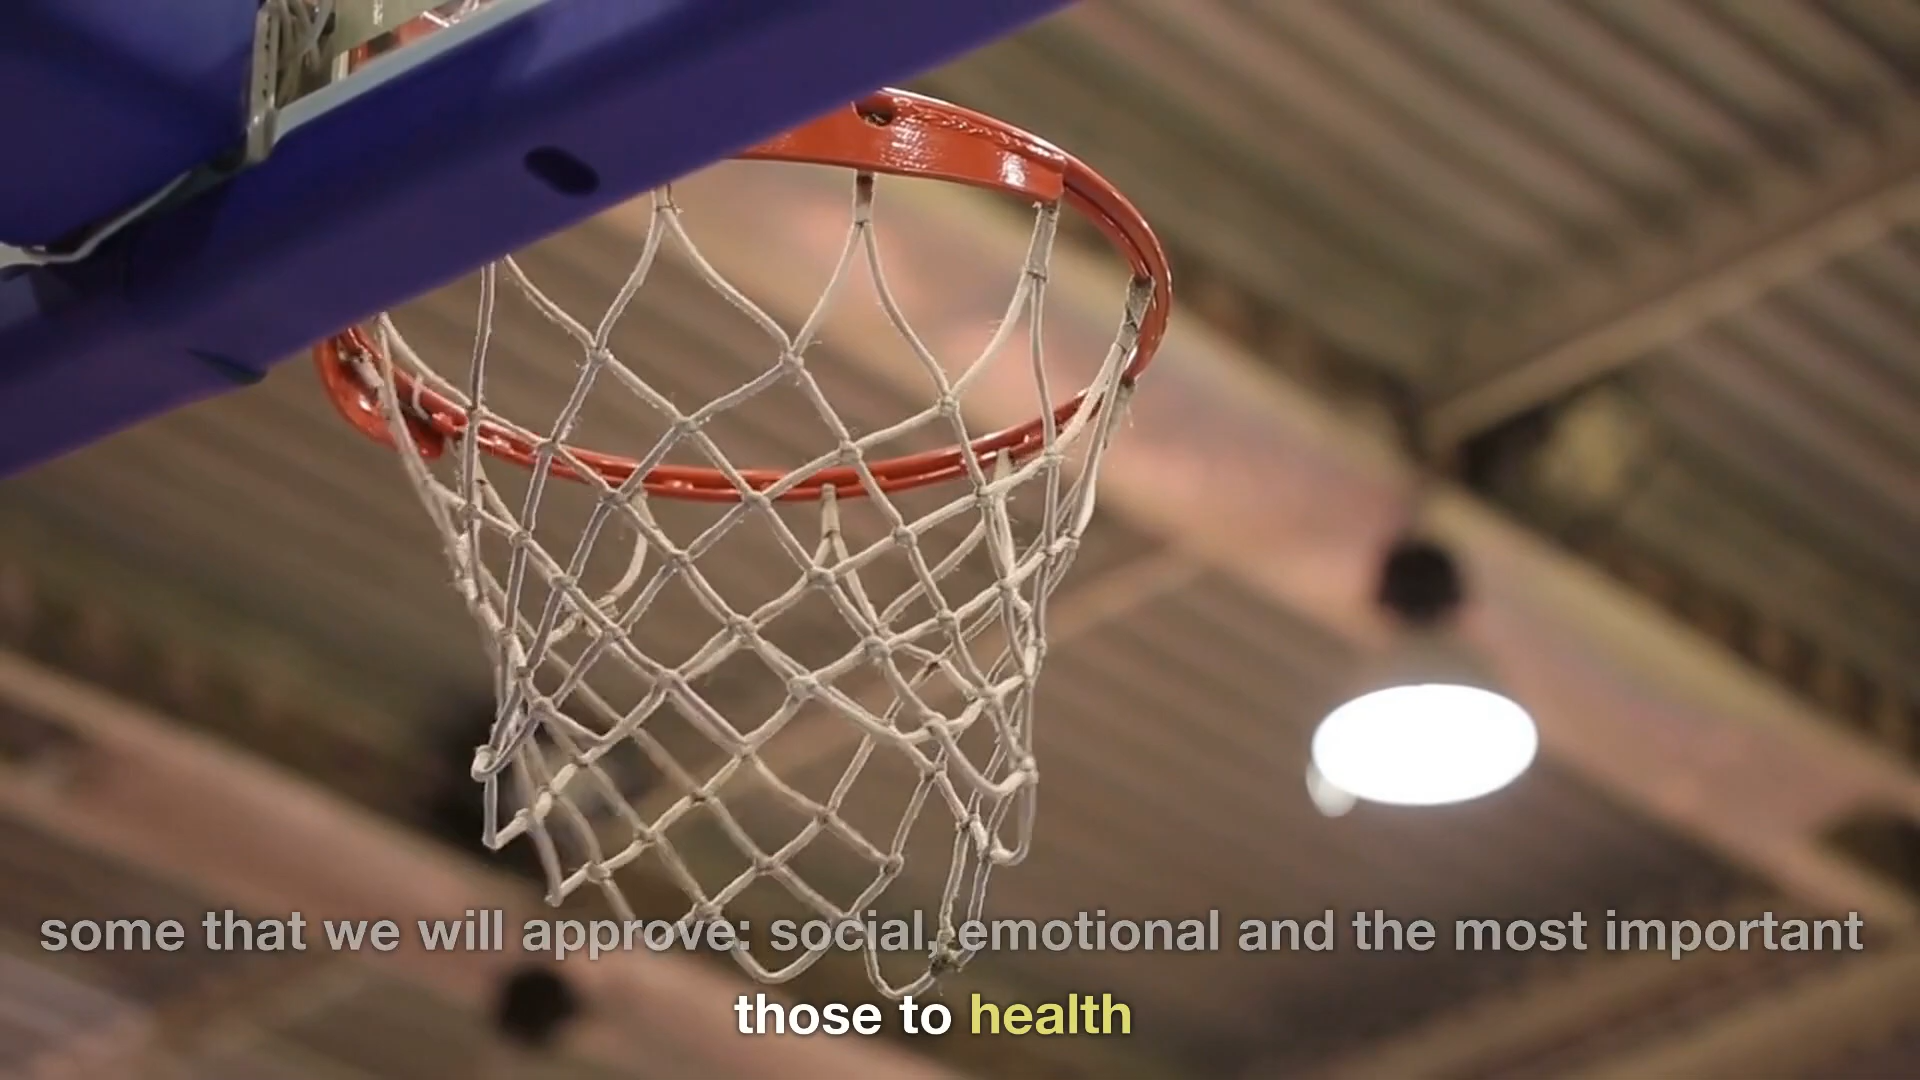 some that we will approve: social, emotional and the most important
those to health